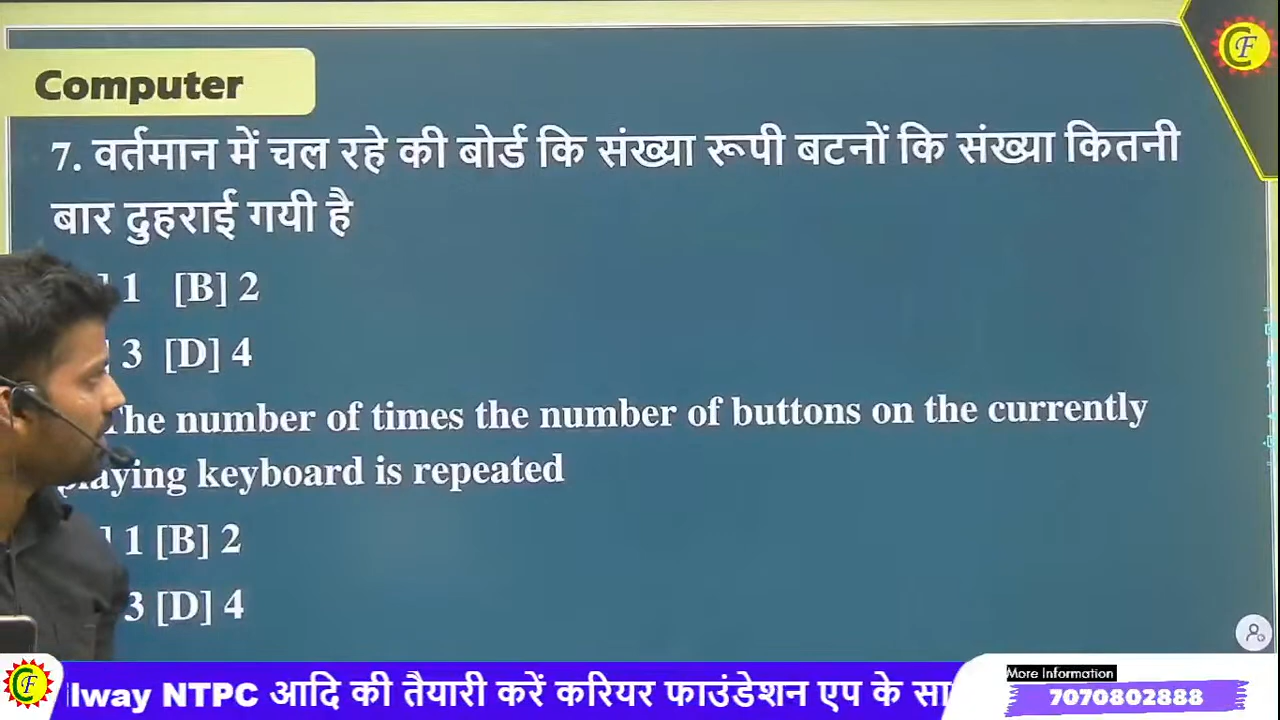 Computer
7. वर्तमान में चल रहे की बोर्ड कि संख्या रूपी बटनों कि संख्या कितनी
बार दुहराई गयी है
] 1 [B] 2
3 [D] 4
The number of times the number of buttons on the currently
playing keyboard is repeated
] 1 [B] 2
3 [D] 4
lway NTPC आदि की तैयारी करें करियर फाउंडेशन एप के सा
More Information
7070802888